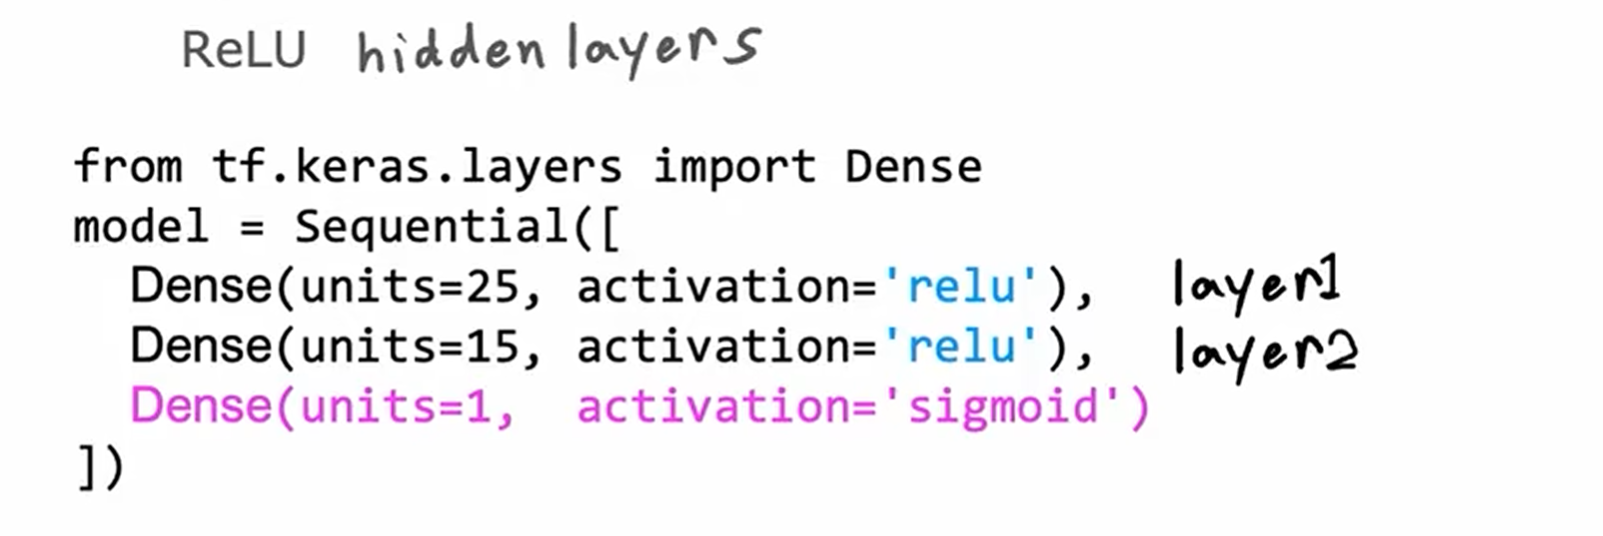 ReLU hidden layers
from tf.keras.layers import Dense
model = Sequential([
Dense(units=25, activation='relu'), layer1
Dense(units=15, activation='relu'), layer2
Dense(units=1, activation='sigmoid')
])